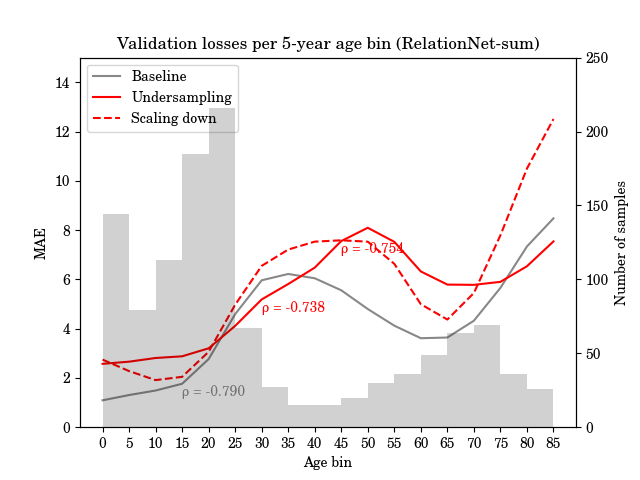 Validation losses per 5-year age bin (RelationNet-sum)
Baseline
Undersampling
Scaling down
14
12
10
8
6
4
2
0
MAE
250
200
150
100
50
0
Number of samples
ρ = -0.754
ρ = -0.738
ρ = -0.790
0 5 10 15 20 25 30 35 40 45 50 55 60 65 70 75 80 85
Age bin